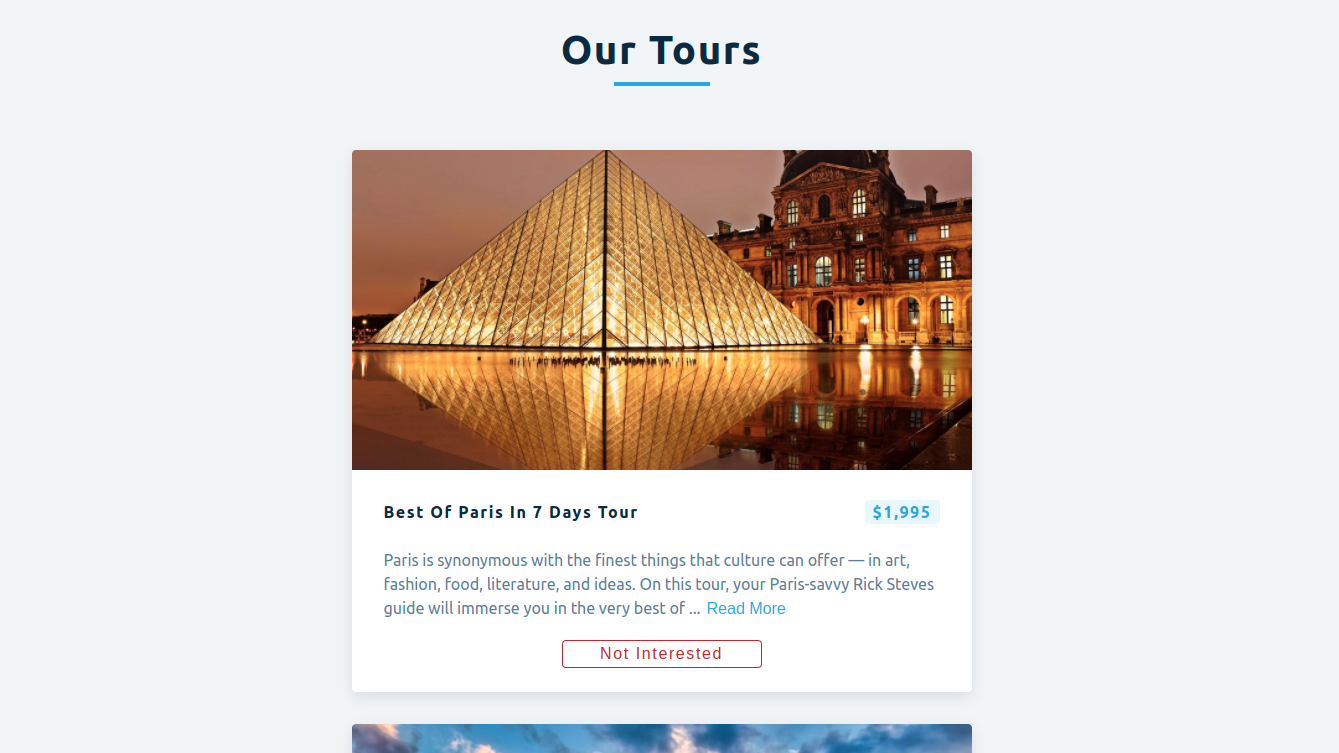 Our Tours
Best Of Paris In 7 Days Tour
$1,995
Paris is synonymous with the finest things that culture can offer — in art,
fashion, food, literature, and ideas. On this tour, your Paris-savvy Rick Steves
guide will immerse you in the very best of ... Read More
Not Interested